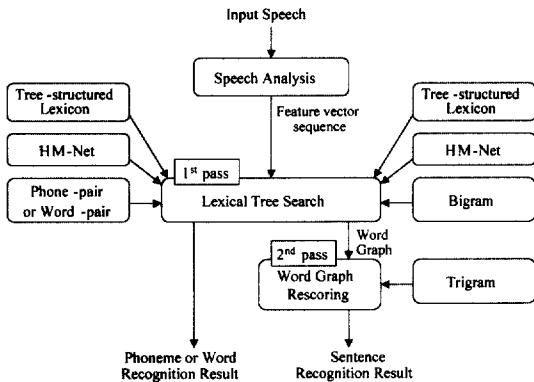 Input Speech
Speech Analysis
Feature vector
sequence
Tree -structured
Lexicon
HM-Net
Phone -pair
or Word -pair
Tree -structured
Lexicon
HM-Net
Bigram
1st pass
Lexical Tree Search
Word
Graph
2nd pass
Word Graph
Rescoring
Trigram
Phoneme or Word
Recognition Result
Sentence
Recognition Result